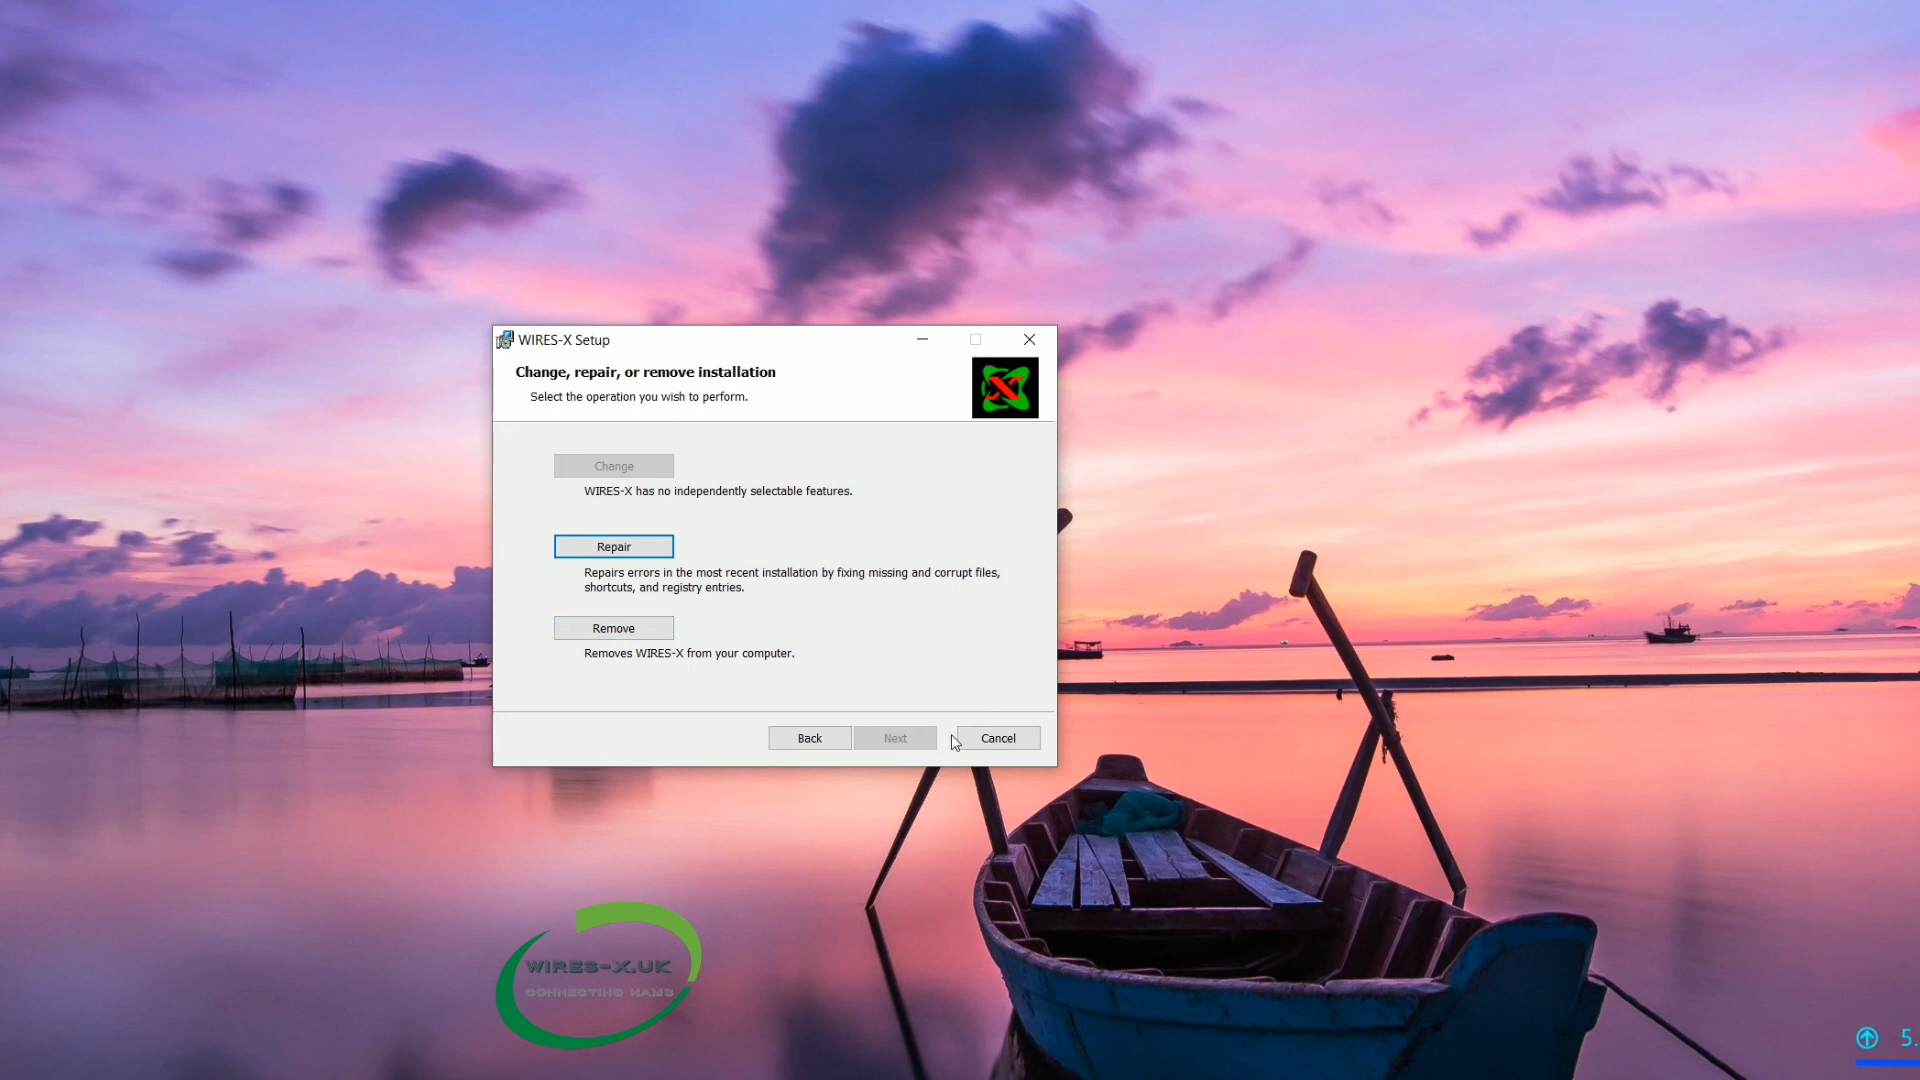 WIRES-X Setup
Change, repair, or remove installation
Select the operation you wish to perform.
Change
WIRES-X has no independently selectable features.
Repair
Repairs errors in the most recent installation by fixing missing and corrupt files,
shortcuts, and registry entries.
Remove
Removes WIRES-X from your computer.
Back
Next
Cancel
WIRES-X.UK
CONNECTING HAMS
5.